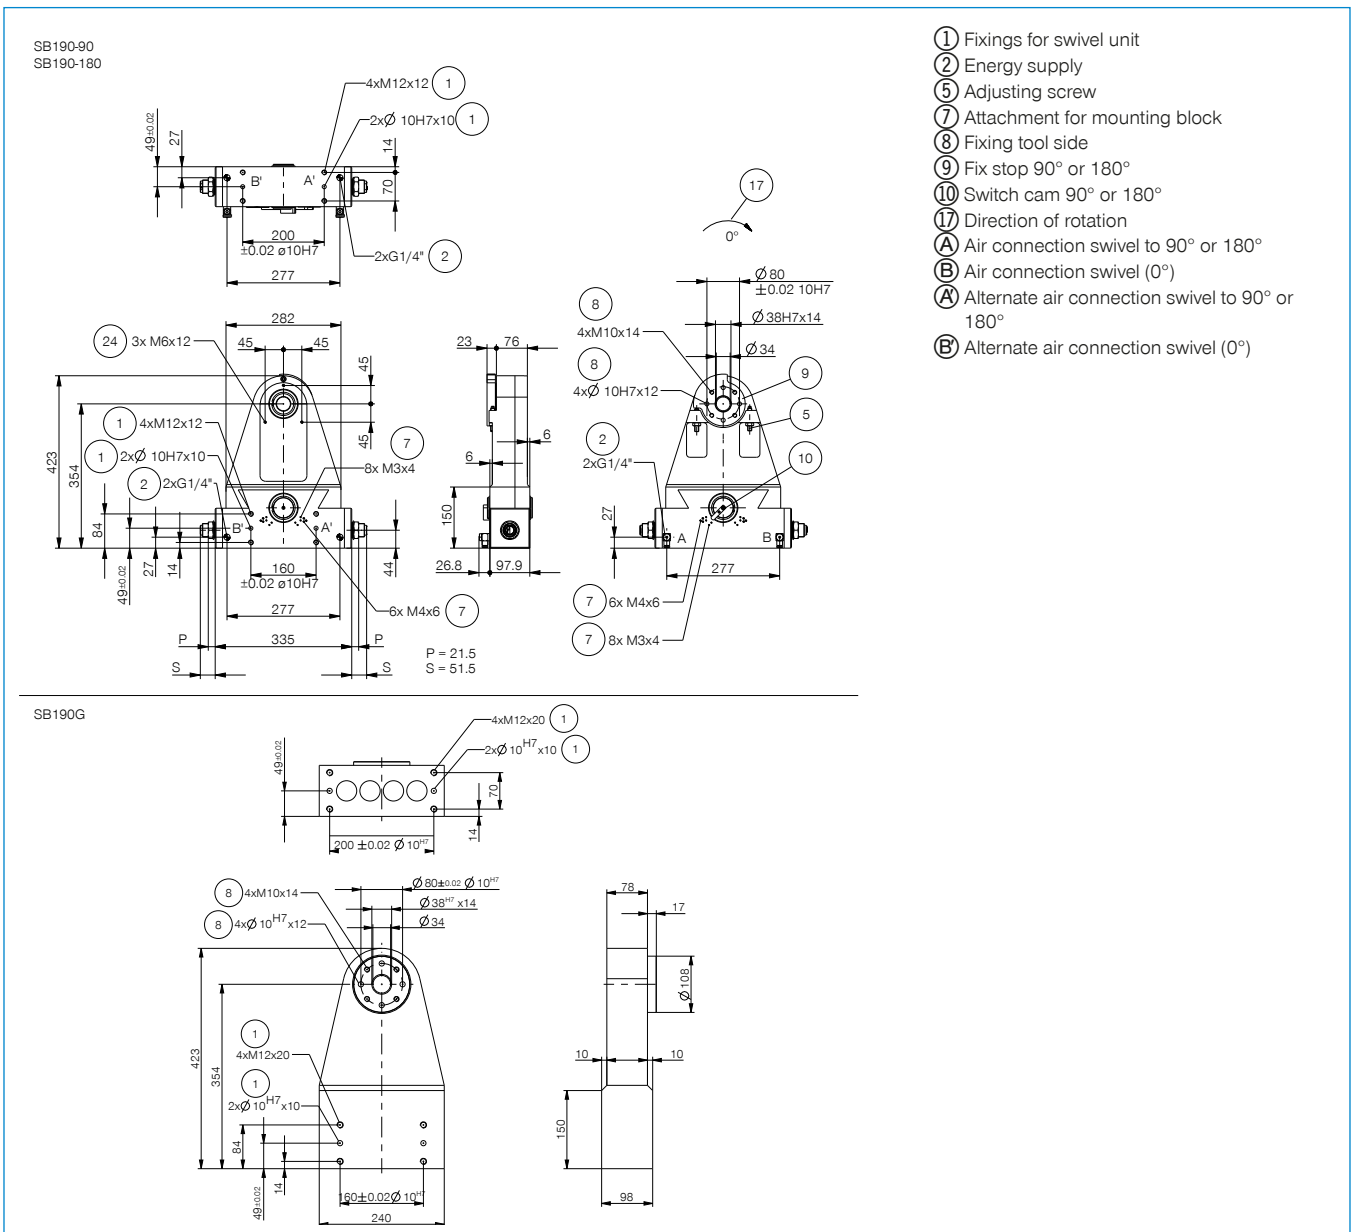 SB190-90
SB190-180
4xM12x12 1
2xØ 10H7x10 1
49±0.02
27
14
70
B'
A'
200
±0.02 ø10H7
277
2xG1/4" 2
17
0°
Ø 80
±0.02 10H7
8
4xM10x14
Ø 38H7x14
Ø 34
8
4xØ 10H7x12
9
5
2
2xG1/4"
10
27
A
B
277
7 6x M4x6
7 8x M3x4
282
24 3x M6x12
45
45
45
45
1 4xM12x12
1 2xØ 10H7x10
2 2xG1/4"
7
8x M3x4
423
354
84
49±0.02
27
14
B'
A'
44
160
±0.02 ø10H7
277
6x M4x6 7
P
335
P
S
S
P = 21.5
S = 51.5
23
76
6
6
150
26.8
97.9
1 Fixings for swivel unit
2 Energy supply
5 Adjusting screw
7 Attachment for mounting block
8 Fixing tool side
9 Fix stop 90° or 180°
10 Switch cam 90° or 180°
17 Direction of rotation
A Air connection swivel to 90° or 180°
B Air connection swivel (0°)
A' Alternate air connection swivel to 90° or
180°
B' Alternate air connection swivel (0°)
SB190G
4xM12x20 1
2xØ 10H7x10 1
49±0.02
70
14
200 ±0.02 Ø 10H7
8 4xM10x14
8 4xØ 10H7x12
Ø 80±0.02 Ø 10H7
Ø 38H7 x14
Ø 34
1
4xM12x20
1
2xØ 10H7x10
423
354
84
49±0.02
14
160±0.02 Ø 10H7
240
78
17
Ø 108
10
10
150
98